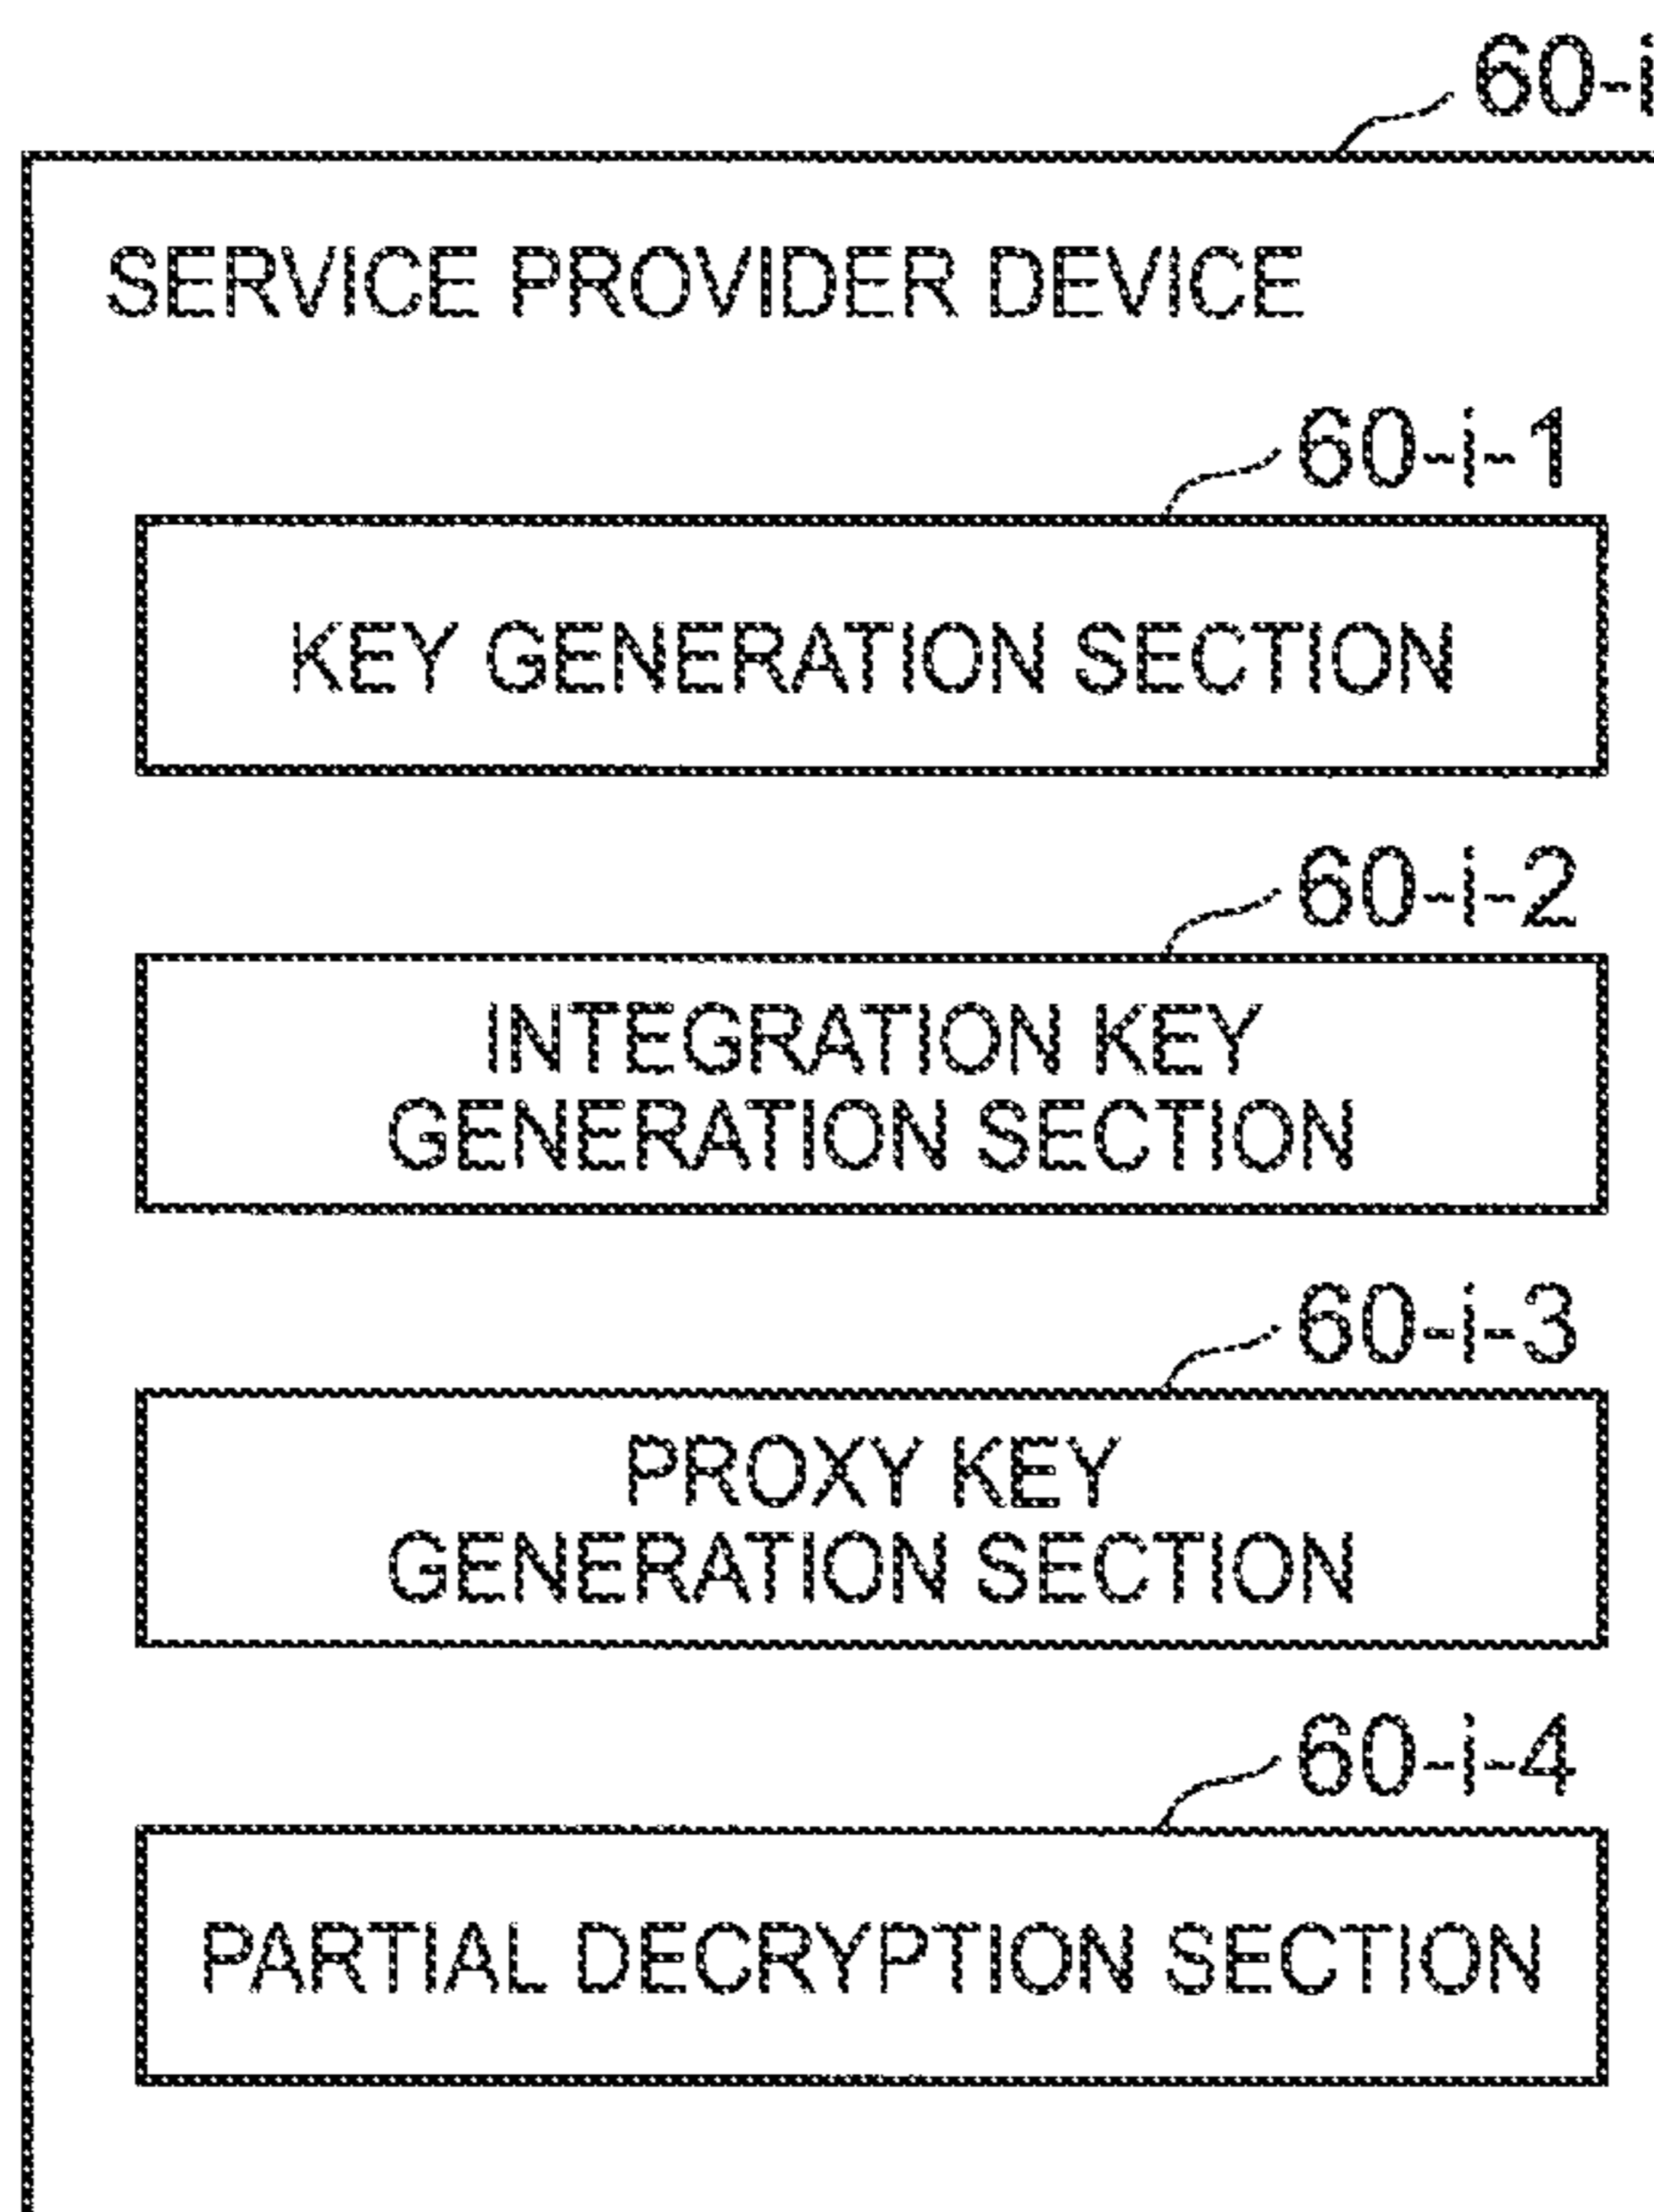 60-i
SERVICE PROVIDER DEVICE
60-i-1
KEY GENERATION SECTION
60-i-2
INTEGRATION KEY
GENERATION SECTION
60-i-3
PROXY KEY
GENERATION SECTION
60-i-4
PARTIAL DECRYPTION SECTION